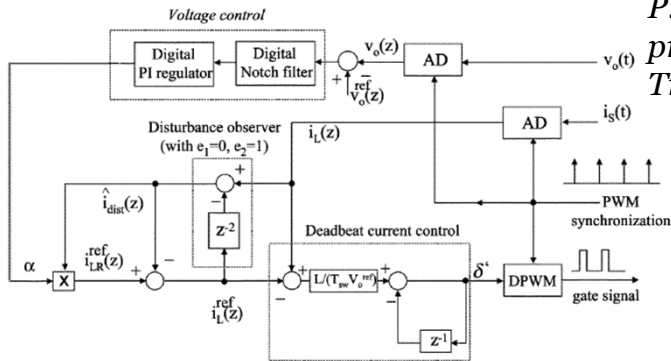 Voltage control
Digital
PI regulator
Digital
Notch filter
+
−
v_o^ref(z)
v_o(z)
AD
v_o(t)
i_L(z)
AD
i_S(t)
Disturbance observer
(with e_1=0, e_2=1)
+
−
z^-2
î_dist(z)
PWM
synchronization
Deadbeat current control
α
X
i_LR^ref(z)
+
−
i_L^ref(z)
+
−
L/(T_sw V_o^ref)
+
−
z^-1
δ‘
DPWM
gate signal